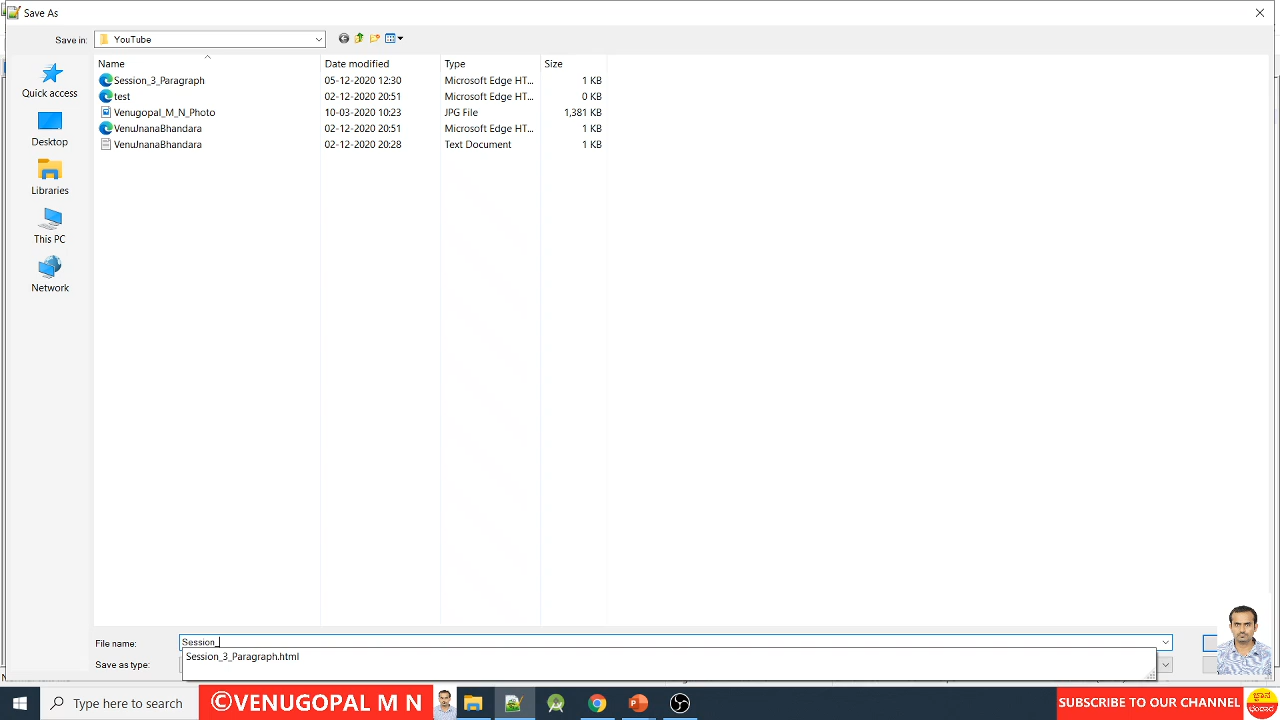 Save As
Save in:
YouTube
Name
Date modified
Type
Size
Session_3_Paragraph
05-12-2020 12:30
Microsoft Edge HT...
1 KB
test
02-12-2020 20:51
Microsoft Edge HT...
0 KB
Venugopal_M_N_Photo
10-03-2020 10:23
JPG File
1,381 KB
VenuJnanaBhandara
02-12-2020 20:51
Microsoft Edge HT...
1 KB
VenuJnanaBhandara
02-12-2020 20:28
Text Document
1 KB
Quick access
Desktop
Libraries
This PC
Network
File name:
Session_
Session_3_Paragraph.html
Save as type:
Type here to search
©VENUGOPAL M N
SUBSCRIBE TO OUR CHANNEL
ಜ್ಞಾನ
ಭಂಡಾರ